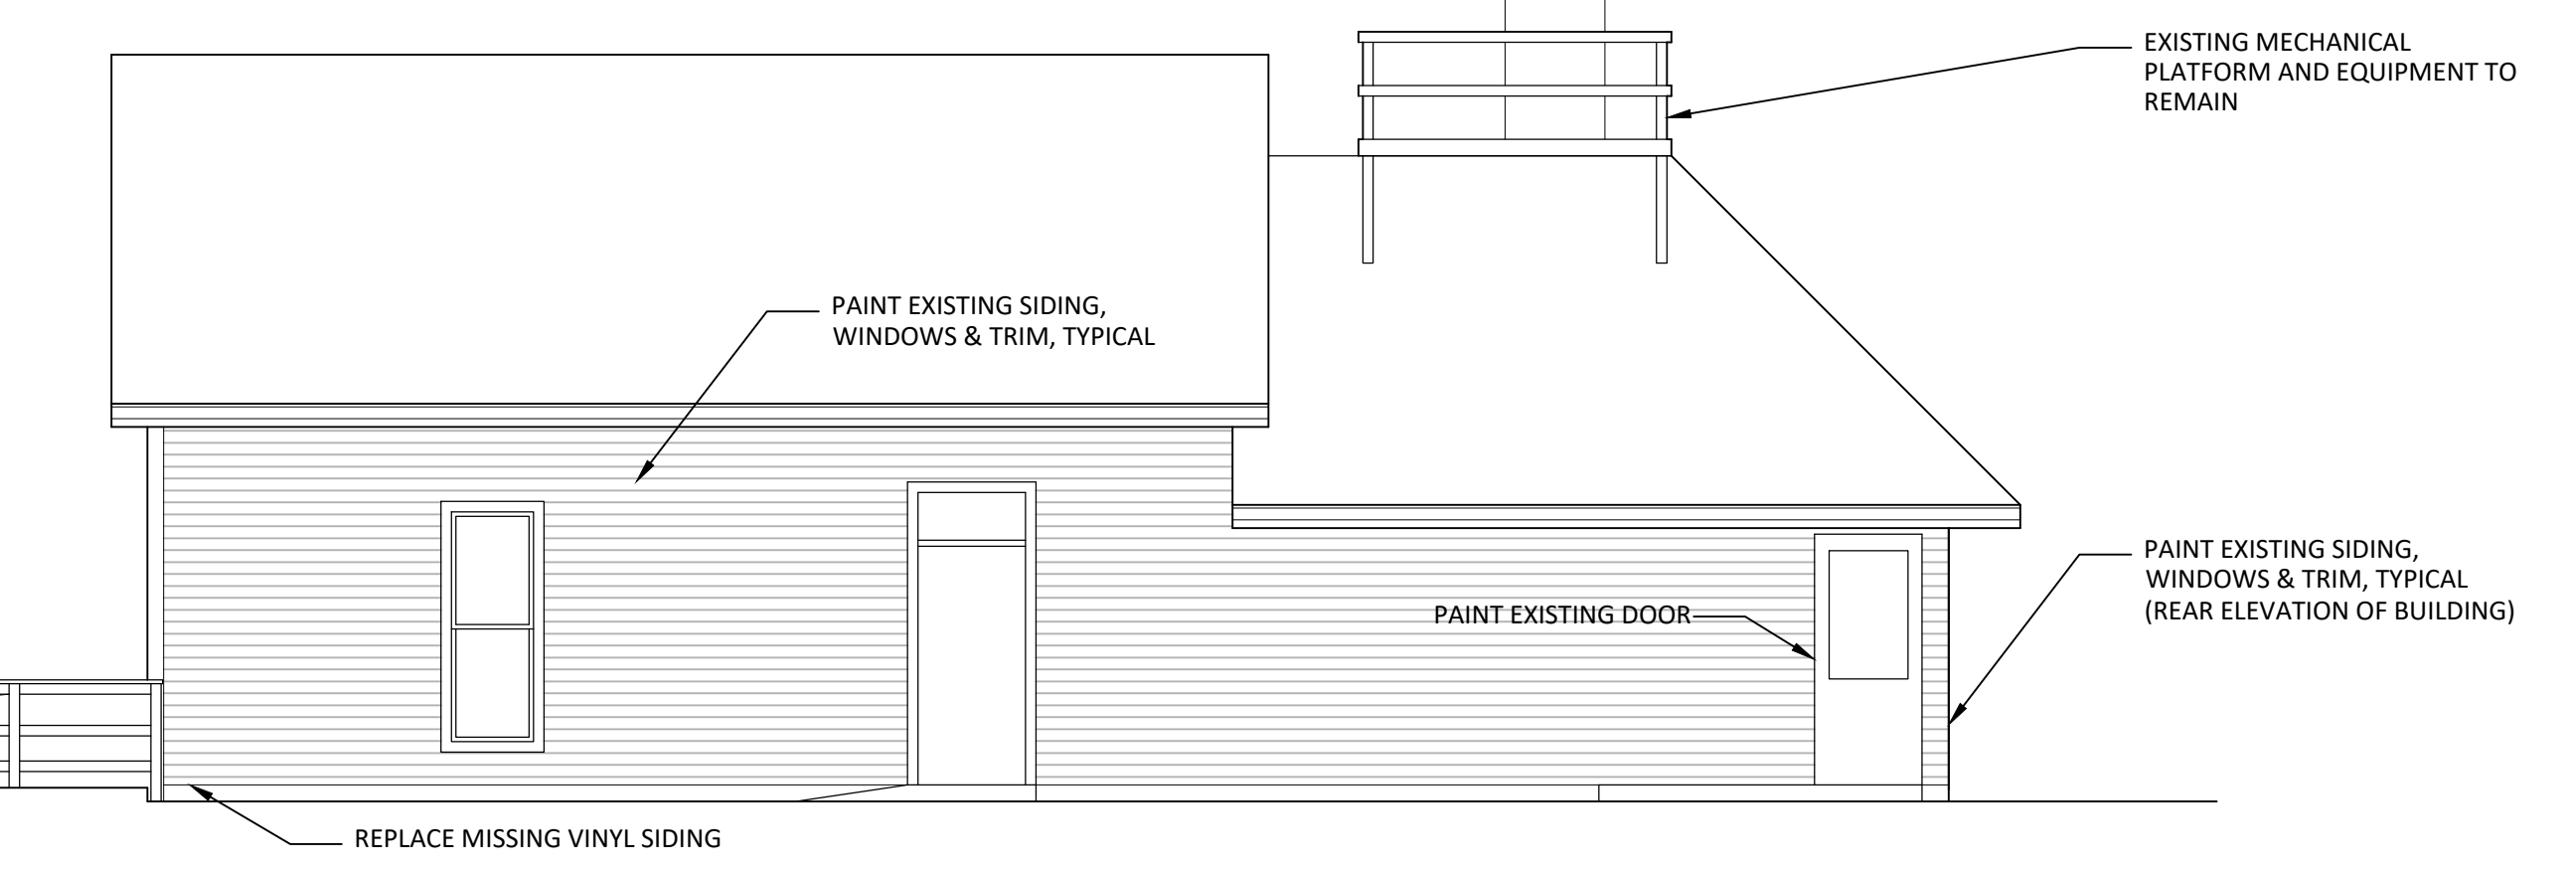 EXISTING MECHANICAL
PLATFORM AND EQUIPMENT TO
REMAIN
PAINT EXISTING SIDING,
WINDOWS & TRIM, TYPICAL
PAINT EXISTING SIDING,
WINDOWS & TRIM, TYPICAL
(REAR ELEVATION OF BUILDING)
PAINT EXISTING DOOR
REPLACE MISSING VINYL SIDING